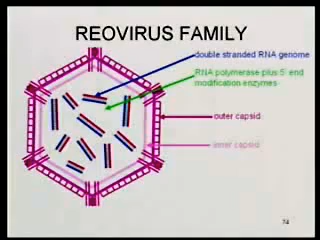 REOVIRUS FAMILY
double stranded RNA genome
RNA polymerase plus 5' end
modification enzymes
outer capsid
inner capsid
74